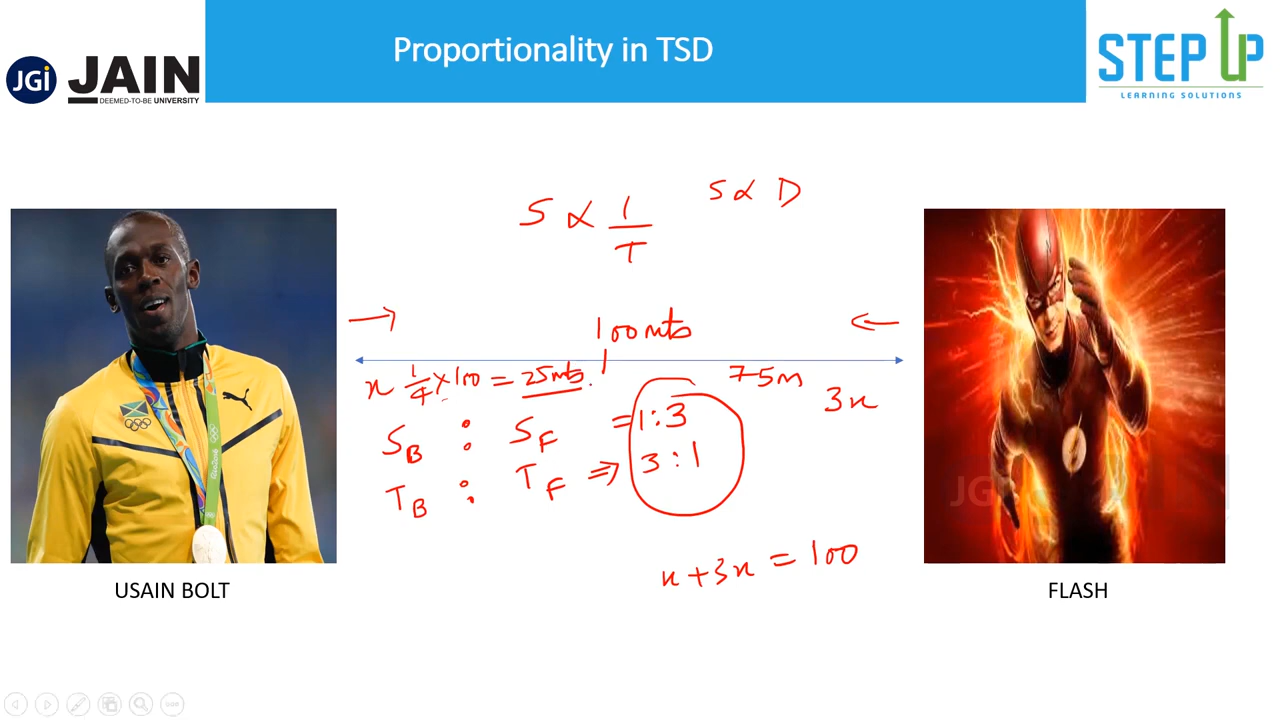 Proportionality in TSD
JGi JAIN
DEEMED-TO-BE UNIVERSITY
STEP UP
LEARNING SOLUTIONS
S ∝ 1/T
S ∝ D
100 mts
x 1/4 × 100 = 25 mts.
75m
3x
S_B : S_F = 1:3
T_B : T_F ⇒ 3:1
x + 3x = 100
USAIN BOLT
FLASH